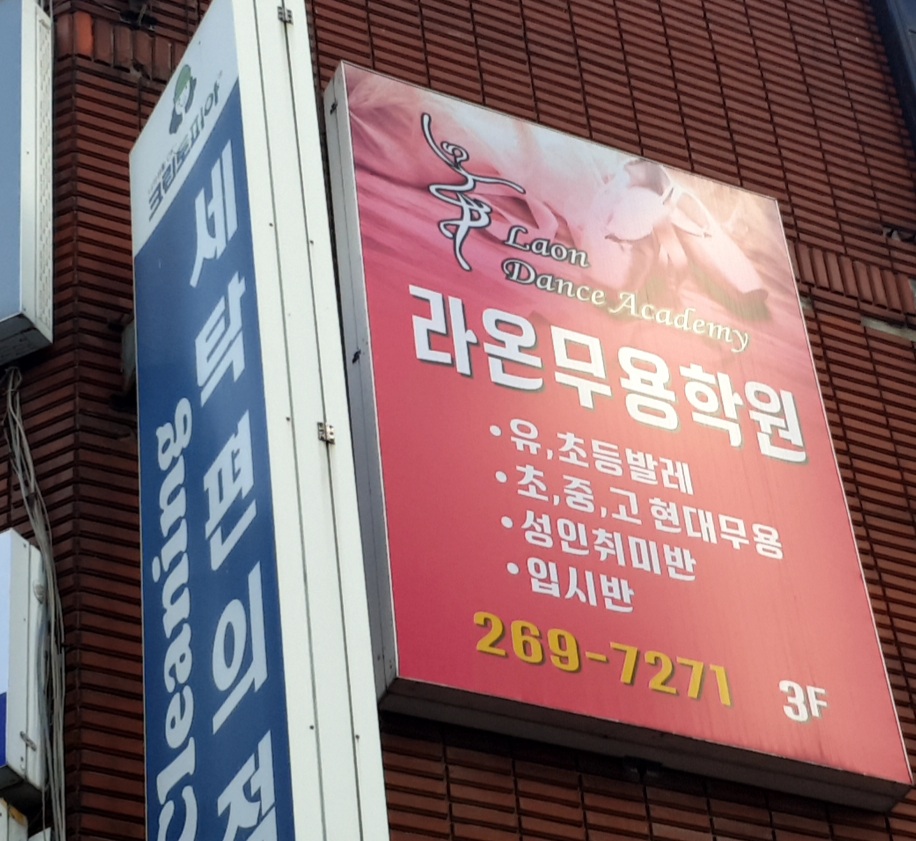 크린토피아
세탁편의점
Cleaning
Laon
Dance Academy
라온무용학원
•유,초등발레
•초,중,고 현대무용
•성인취미반
•입시반
269-7271
3F